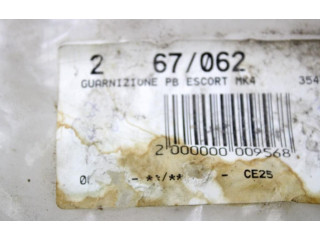 2 67/062
GUARNIZIONE PB ESCORT MK4 354
2 000000 009568
- **/** - CE25